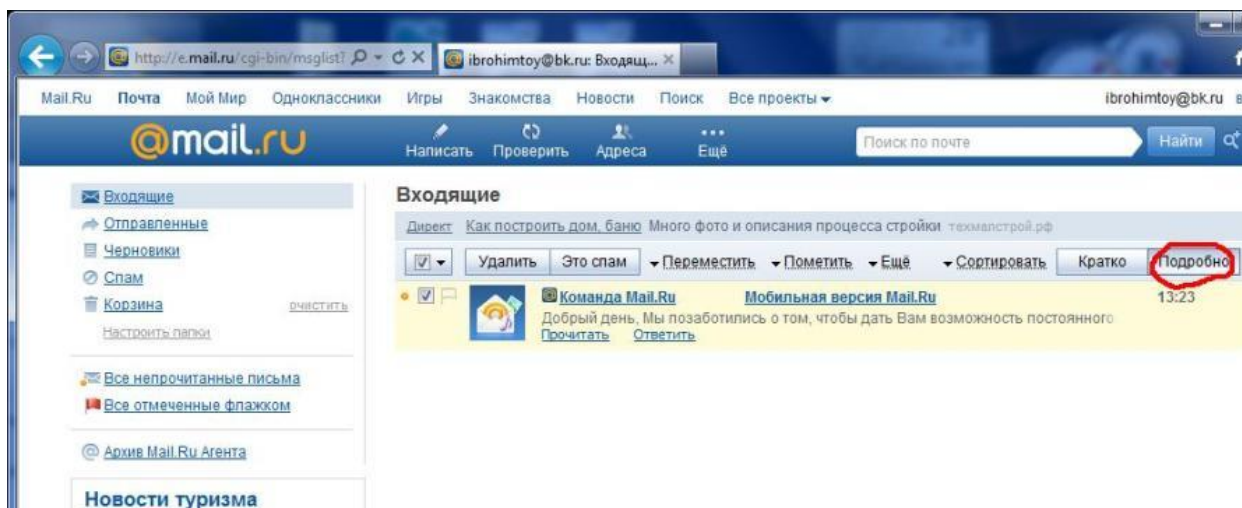 http://e.mail.ru/cgi-bin/msglist? ibrohimtoy@bk.ru: Входящ...
Mail.Ru Почта Мой Мир Одноклассники Игры Знакомства Новости Поиск Все проекты ibrohimtoy@bk.ru
@mail.ru Написать Проверить Адреса Ещё Поиск по почте Найти
Входящие
Отправленные
Черновики
Спам
Корзина очистить
Настроить папки
Все непрочитанные письма
Все отмеченные флажком
Архив Mail.Ru Агента
Новости туризма
Входящие
Директ Как построить дом, баню Много фото и описания процесса стройки техмапстрой.рф
Удалить Это спам Переместить Пометить Ещё Сортировать Кратко Подробно
Команда Mail.Ru Мобильная версия Mail.Ru 13:23
Добрый день, Мы позаботились о том, чтобы дать Вам возможность постоянного
Прочитать Ответить